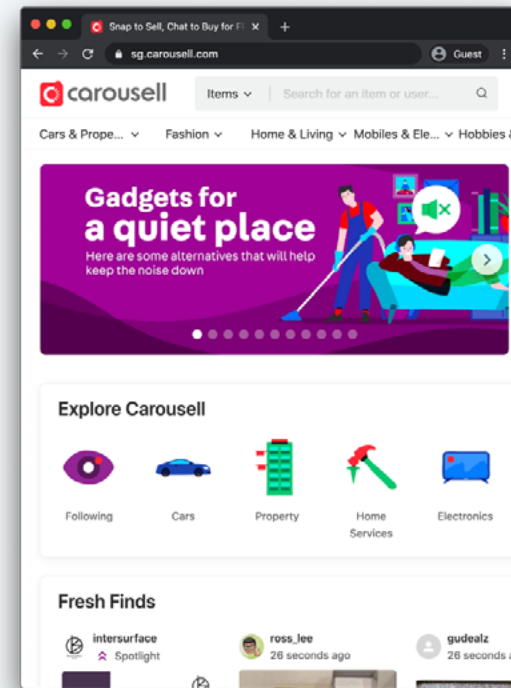 Snap to Sell, Chat to Buy for F
sg.carousell.com
Guest
carousell
Items
Search for an item or user...
Cars & Prope...
Fashion
Home & Living
Mobiles & Ele...
Hobbies &
Gadgets for
a quiet place
Here are some alternatives that will help
keep the noise down
Explore Carousell
Following
Cars
Property
Home
Services
Electronics
Fresh Finds
intersurface
Spotlight
ross_lee
26 seconds ago
gudealz
26 seconds a